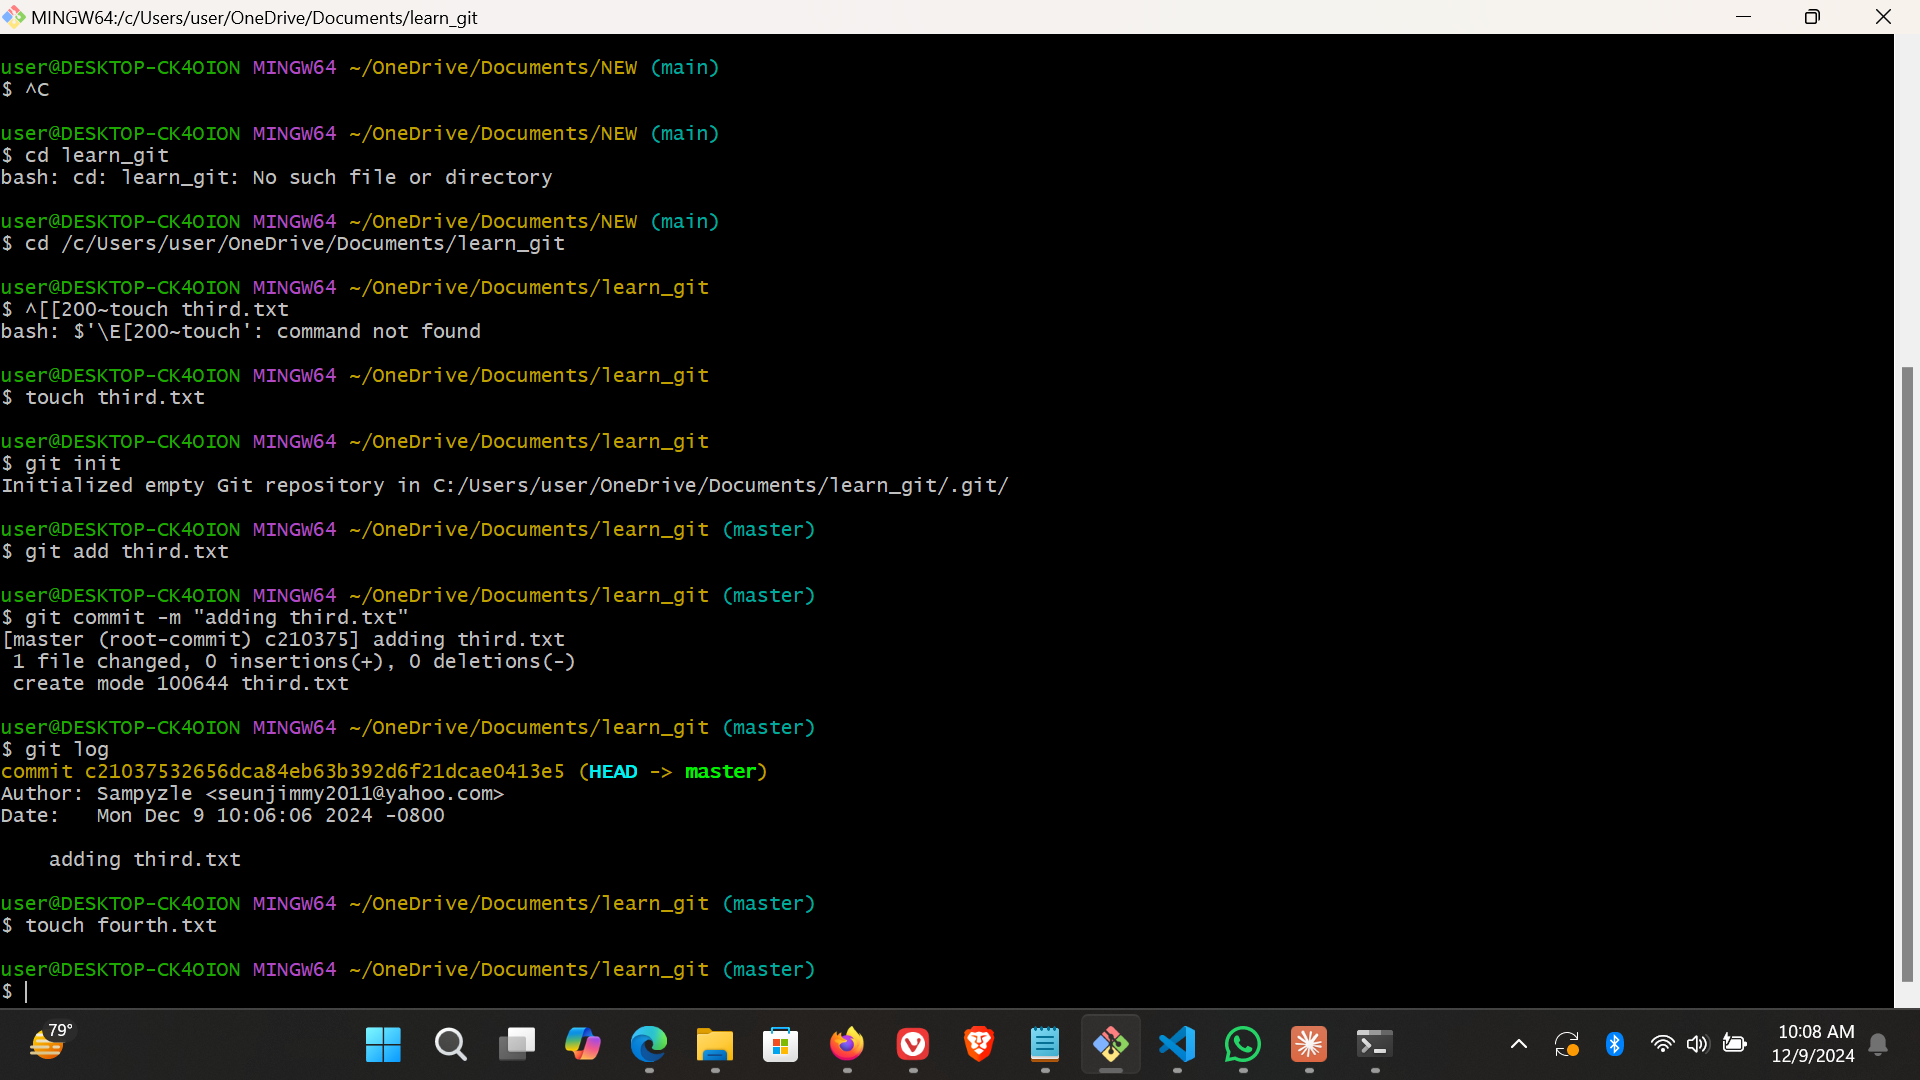 MINGW64:/c/Users/user/OneDrive/Documents/learn_git
user@DESKTOP-CK4OION MINGW64 ~/OneDrive/Documents/NEW (main)
$ ^C
user@DESKTOP-CK4OION MINGW64 ~/OneDrive/Documents/NEW (main)
$ cd learn_git
bash: cd: learn_git: No such file or directory
user@DESKTOP-CK4OION MINGW64 ~/OneDrive/Documents/NEW (main)
$ cd /c/Users/user/OneDrive/Documents/learn_git
user@DESKTOP-CK4OION MINGW64 ~/OneDrive/Documents/learn_git
$ ^[[200~touch third.txt
bash: $'\E[200~touch': command not found
user@DESKTOP-CK4OION MINGW64 ~/OneDrive/Documents/learn_git
$ touch third.txt
user@DESKTOP-CK4OION MINGW64 ~/OneDrive/Documents/learn_git
$ git init
Initialized empty Git repository in C:/Users/user/OneDrive/Documents/learn_git/.git/
user@DESKTOP-CK4OION MINGW64 ~/OneDrive/Documents/learn_git (master)
$ git add third.txt
user@DESKTOP-CK4OION MINGW64 ~/OneDrive/Documents/learn_git (master)
$ git commit -m "adding third.txt"
[master (root-commit) c210375] adding third.txt
 1 file changed, 0 insertions(+), 0 deletions(-)
 create mode 100644 third.txt
user@DESKTOP-CK4OION MINGW64 ~/OneDrive/Documents/learn_git (master)
$ git log
commit c21037532656dca84eb63b392d6f21dcae0413e5 (HEAD -> master)
Author: Sampyzle <seunjimmy2011@yahoo.com>
Date:   Mon Dec 9 10:06:06 2024 -0800
    adding third.txt
user@DESKTOP-CK4OION MINGW64 ~/OneDrive/Documents/learn_git (master)
$ touch fourth.txt
user@DESKTOP-CK4OION MINGW64 ~/OneDrive/Documents/learn_git (master)
$
79°
10:08 AM
12/9/2024